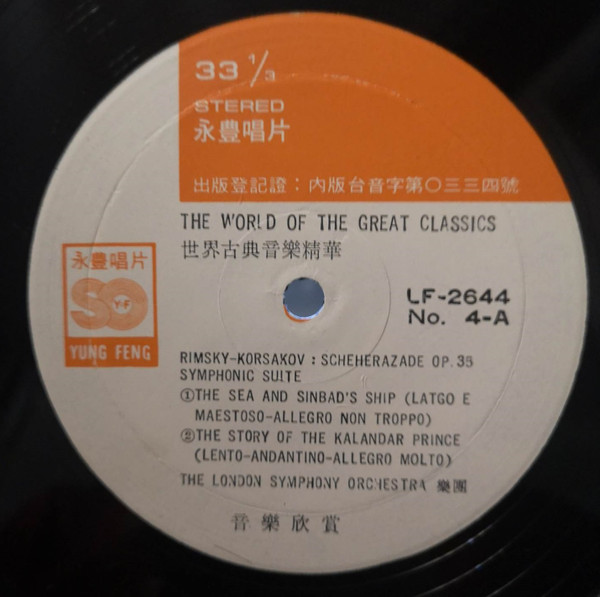 33 1/3
STEREO
永豐唱片
出版登記證：內版台音字第〇三三四號
THE WORLD OF THE GREAT CLASSICS
世界古典音樂精華
永豐唱片
Y·F
YUNG FENG
LF-2644
No. 4-A
RIMSKY-KORSAKOV : SCHEHERAZADE OP. 35
SYMPHONIC SUITE
①THE SEA AND SINBAD'S SHIP (LATGO E
MAESTOSO-ALLEGRO NON TROPPO)
②THE STORY OF THE KALANDAR PRINCE
(LENTO-ANDANTINO-ALLEGRO MOLTO)
THE LONDON SYMPHONY ORCHESTRA 樂團
音樂欣賞